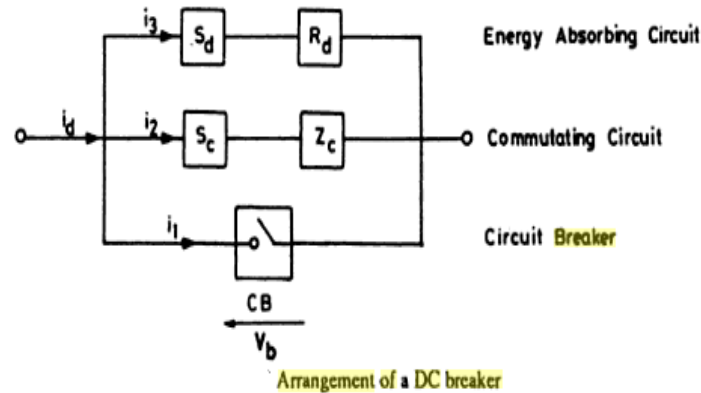 i3 Sd Rd Energy Absorbing Circuit
id i2 Sc Zc Commutating Circuit
i1 Circuit Breaker
CB
Vb
Arrangement of a DC breaker